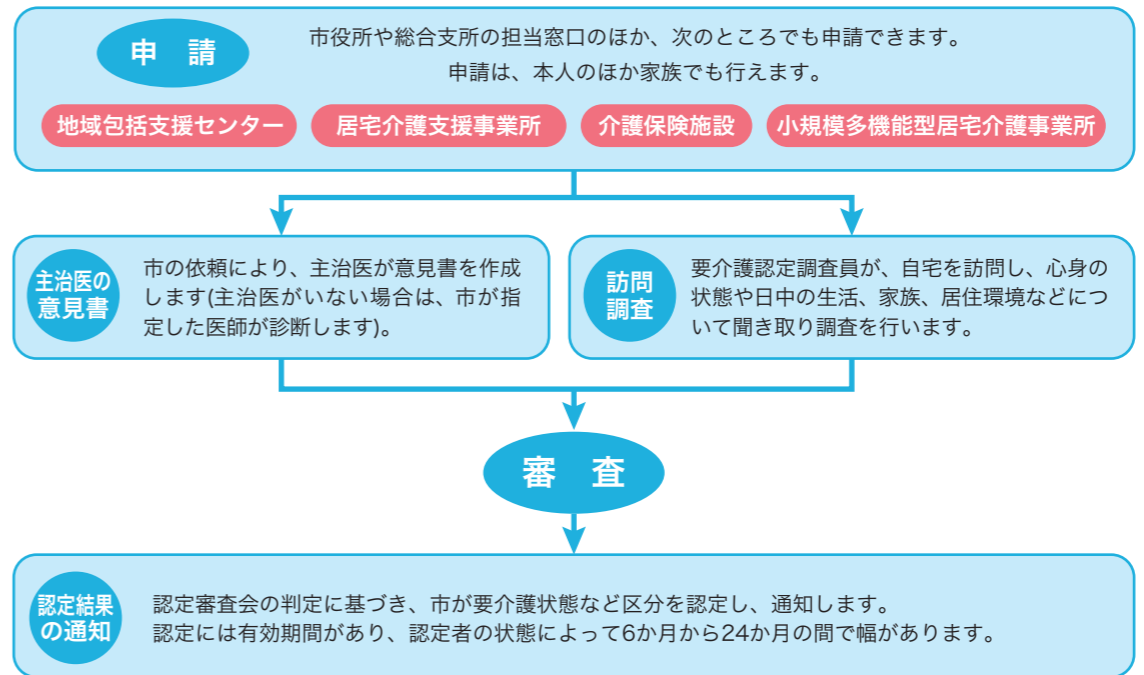 申　請
市役所や総合支所の担当窓口のほか、次のところでも申請できます。
申請は、本人のほか家族でも行えます。
地域包括支援センター
居宅介護支援事業所
介護保険施設
小規模多機能型居宅介護事業所
主治医の
意見書
市の依頼により、主治医が意見書を作成
します(主治医がいない場合は、市が指
定した医師が診断します)。
訪問
調査
要介護認定調査員が、自宅を訪問し、心身の
状態や日中の生活、家族、居住環境などにつ
いて聞き取り調査を行います。
審　査
認定結果
の通知
認定審査会の判定に基づき、市が要介護状態など区分を認定し、通知します。
認定には有効期間があり、認定者の状態によって6か月から24か月の間で幅があります。